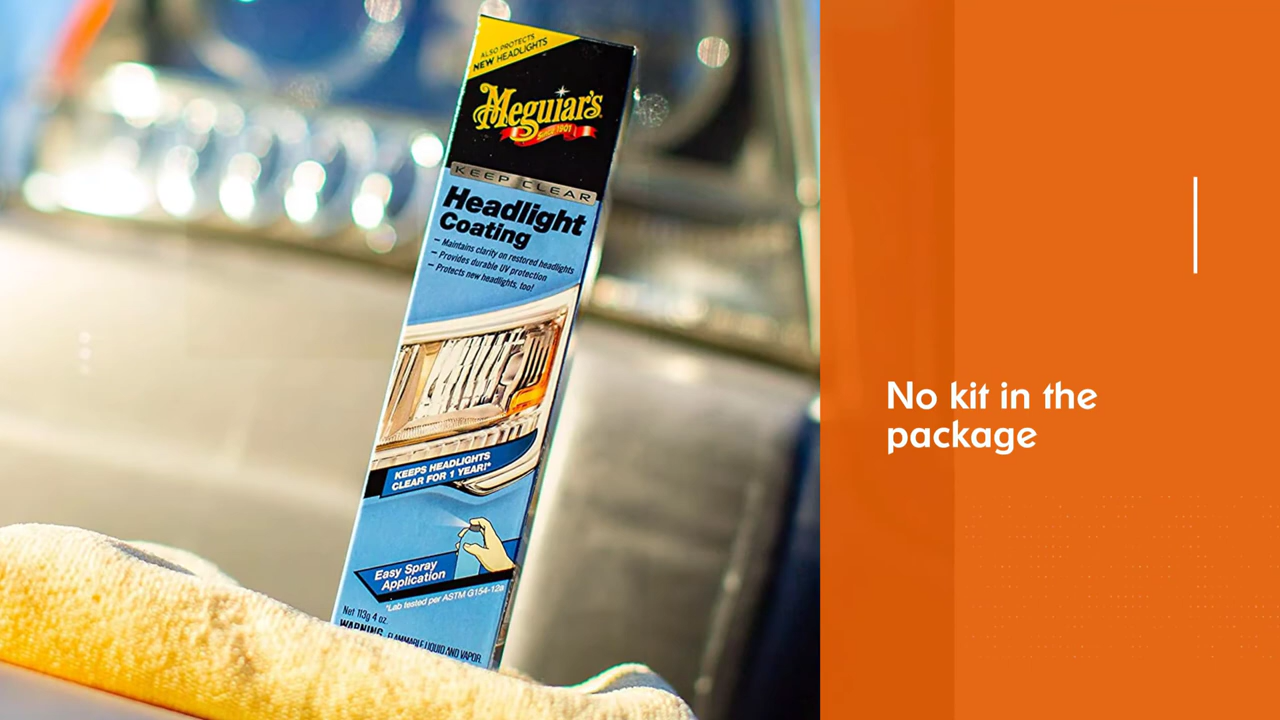 ALSO PROTECTS
NEW HEADLIGHTS
Meguiar's
Since 1901
KEEP CLEAR
Headlight
Coating
– Maintains clarity on restored headlights
– Provides durable UV protection
– Protects new headlights, too!
KEEPS HEADLIGHTS
CLEAR FOR 1 YEAR!*
Easy Spray
Application
*Lab tested per ASTM G154-12a
Net 113g 4 oz.
WARNING FLAMMABLE LIQUID AND VAPOR.
No kit in the
package